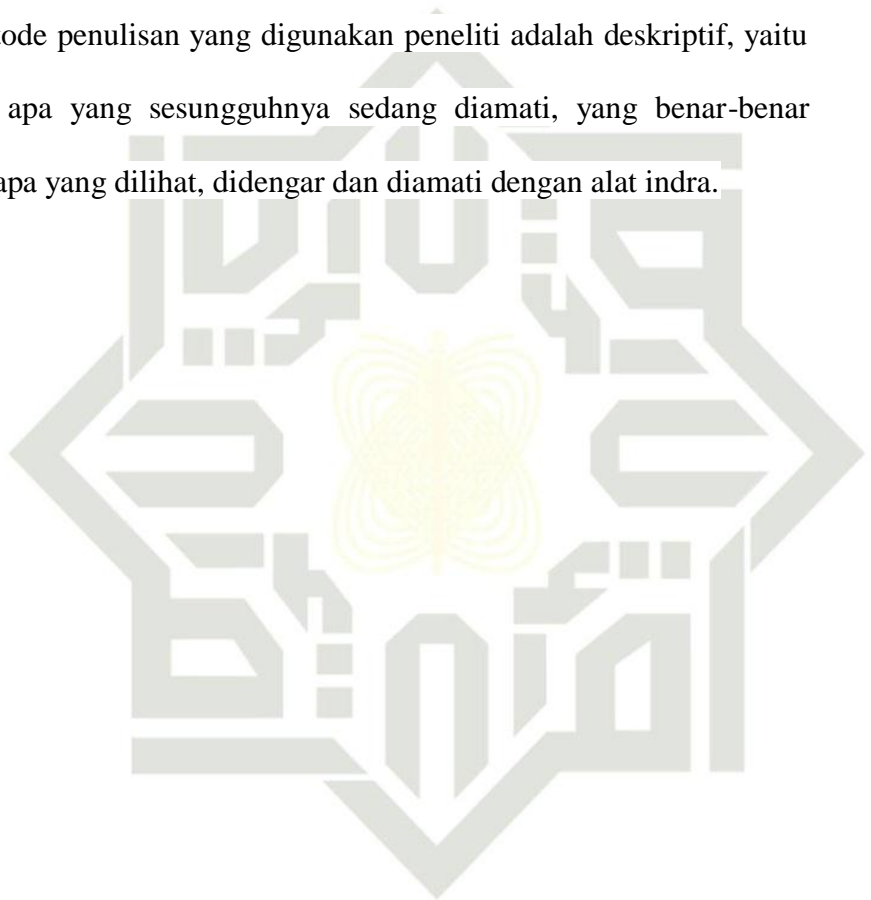 tode penulisan yang digunakan peneliti adalah deskriptif, yaitu
apa yang sesungguhnya sedang diamati, yang benar-benar
apa yang dilihat, didengar dan diamati dengan alat indra.